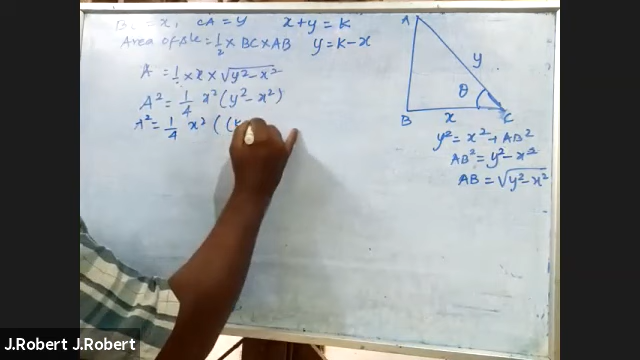 BC = x, CA = y x + y = k
Area of Δle = 1/2 × BC × AB y = k - x
A = 1/2 × x × √y² - x²
A² = 1/4 x² (y² - x²)
A² = 1/4 x² ( (k
A
y
θ
B x C
y² = x² + AB²
AB² = y² - x²
AB = √y² - x²
J.Robert J.Robert